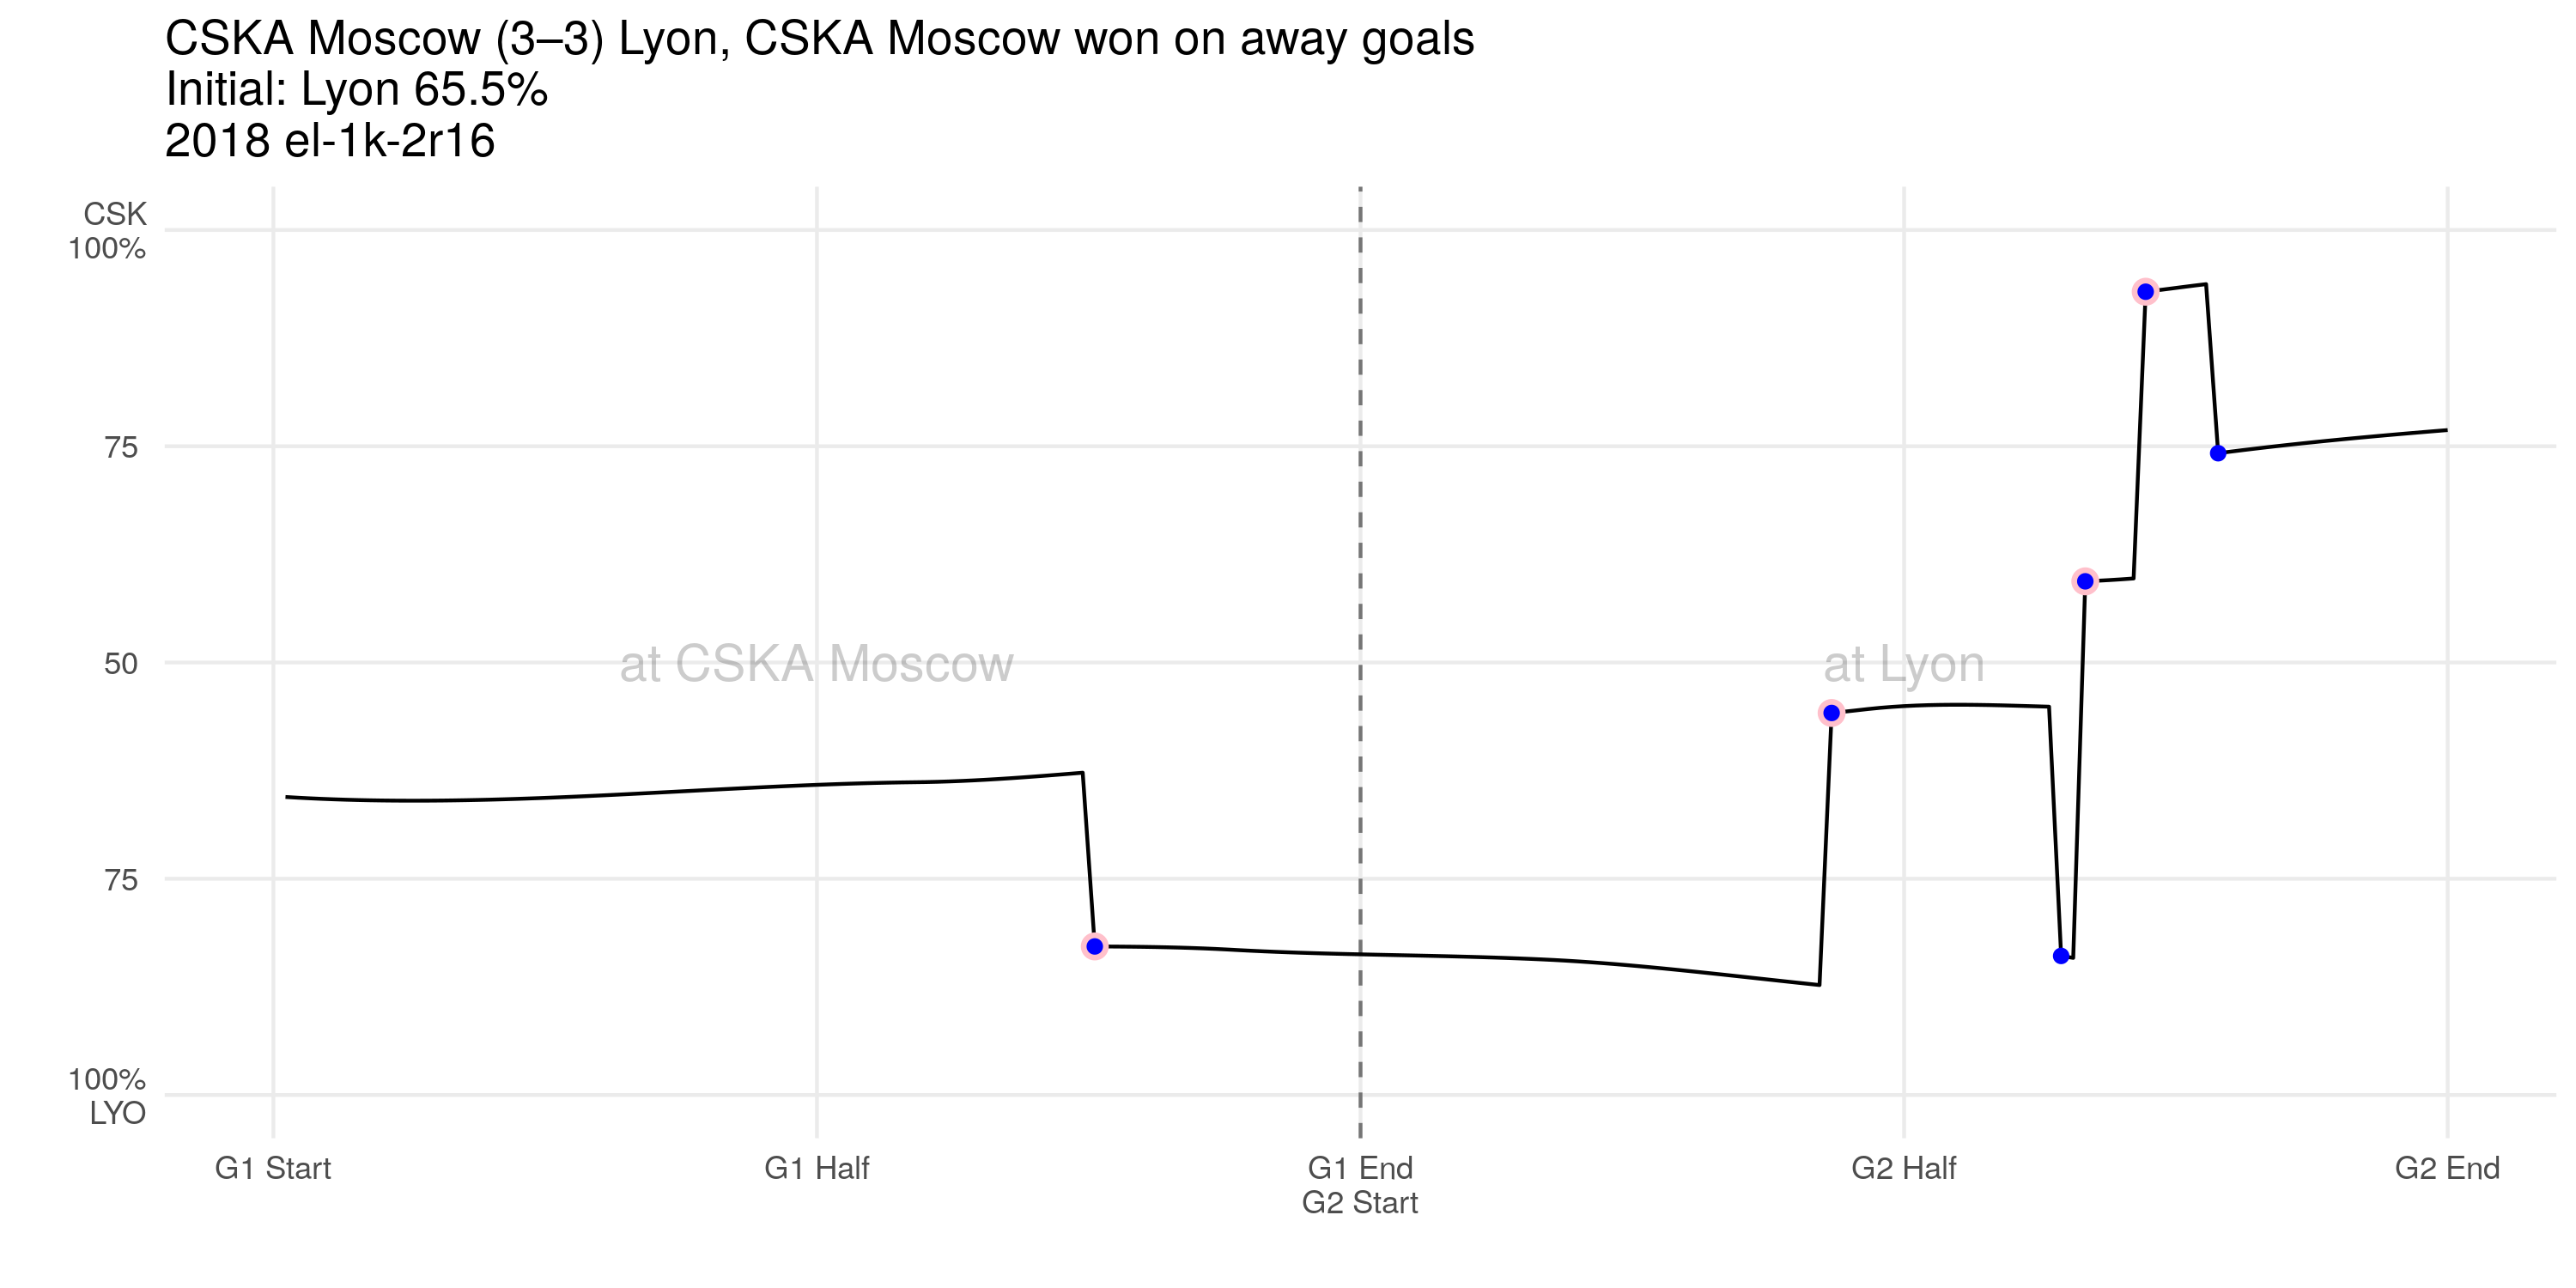 CSKA Moscow (3–3) Lyon, CSKA Moscow won on away goals
Initial: Lyon 65.5%
2018 el-1k-2r16
CSK
100%
75
50
75
100%
LYO
at CSKA Moscow
at Lyon
G1 Start
G1 Half
G1 End
G2 Start
G2 Half
G2 End